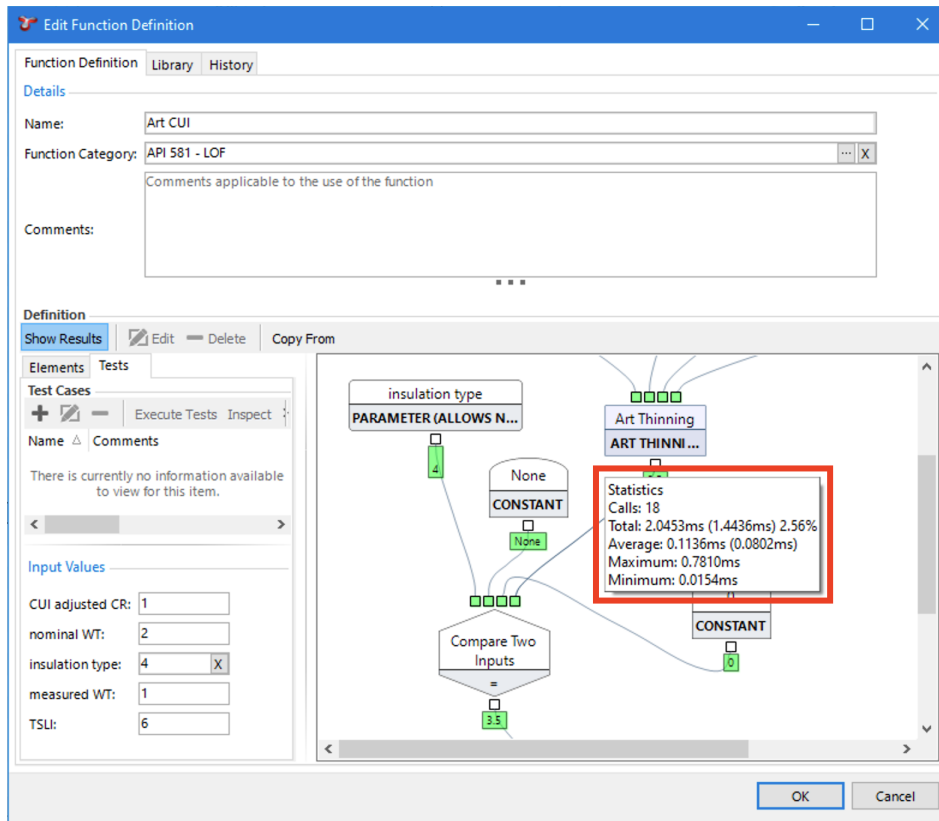 Edit Function Definition
Function Definition Library History
Details
Name: Art CUI
Function Category: API 581 - LOF ... X
Comments applicable to the use of the function
Comments:
Definition
Show Results Edit Delete Copy From
Elements Tests
Test Cases
Execute Tests Inspect
Name Comments
There is currently no information available
to view for this item.
Input Values
CUI adjusted CR: 1
nominal WT: 2
insulation type: 4 X
measured WT: 1
TSLI: 6
insulation type
PARAMETER (ALLOWS N...
4
None
CONSTANT
None
Art Thinning
ART THINNI ...
Statistics
Calls: 18
Total: 2.0453ms (1.4436ms) 2.56%
Average: 0.1136ms (0.0802ms)
Maximum: 0.7810ms
Minimum: 0.0154ms
CONSTANT
0
Compare Two
Inputs
=
3.5
OK Cancel